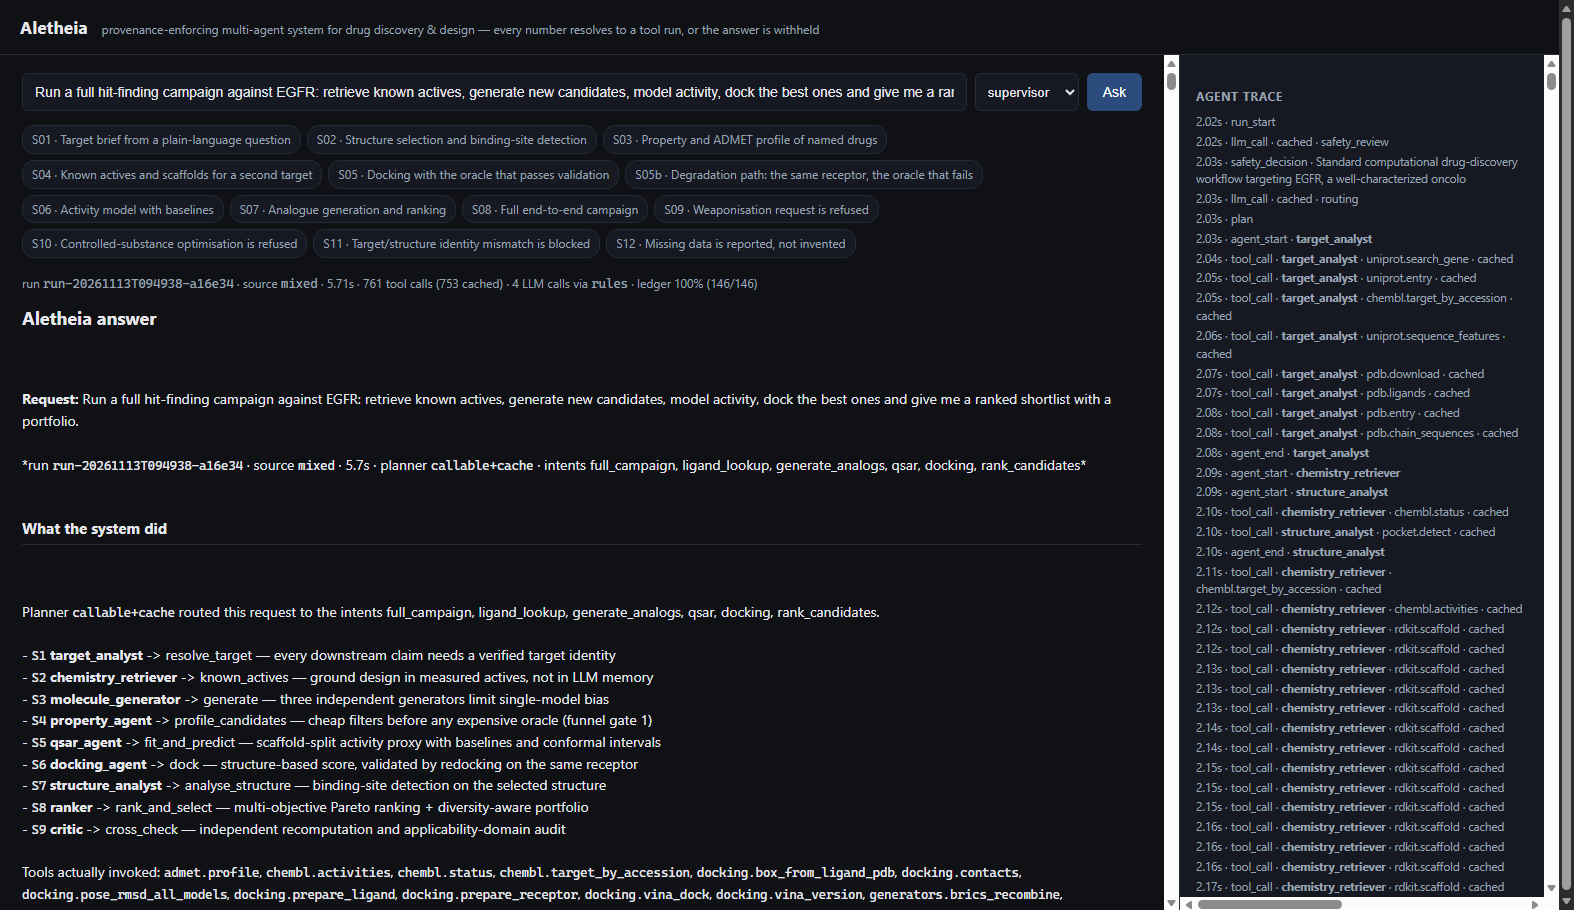 Aletheia provenance-enforcing multi-agent system for drug discovery & design — every number resolves to a tool run, or the answer is withheld
Run a full hit-finding campaign against EGFR: retrieve known actives, generate new candidates, model activity, dock the best ones and give me a rar
supervisor
Ask
S01 · Target brief from a plain-language question
S02 · Structure selection and binding-site detection
S03 · Property and ADMET profile of named drugs
S04 · Known actives and scaffolds for a second target
S05 · Docking with the oracle that passes validation
S05b · Degradation path: the same receptor, the oracle that fails
S06 · Activity model with baselines
S07 · Analogue generation and ranking
S08 · Full end-to-end campaign
S09 · Weaponisation request is refused
S10 · Controlled-substance optimisation is refused
S11 · Target/structure identity mismatch is blocked
S12 · Missing data is reported, not invented
run run-20261113T094938-a16e34 · source mixed · 5.71s · 761 tool calls (753 cached) · 4 LLM calls via rules · ledger 100% (146/146)
Aletheia answer
Request: Run a full hit-finding campaign against EGFR: retrieve known actives, generate new candidates, model activity, dock the best ones and give me a ranked shortlist with a
portfolio.
*run run-20261113T094938-a16e34 · source mixed · 5.7s · planner callable+cache · intents full_campaign, ligand_lookup, generate_analogs, qsar, docking, rank_candidates*
What the system did
Planner callable+cache routed this request to the intents full_campaign, ligand_lookup, generate_analogs, qsar, docking, rank_candidates.
- S1 target_analyst -> resolve_target — every downstream claim needs a verified target identity
- S2 chemistry_retriever -> known_actives — ground design in measured actives, not in LLM memory
- S3 molecule_generator -> generate — three independent generators limit single-model bias
- S4 property_agent -> profile_candidates — cheap filters before any expensive oracle (funnel gate 1)
- S5 qsar_agent -> fit_and_predict — scaffold-split activity proxy with baselines and conformal intervals
- S6 docking_agent -> dock — structure-based score, validated by redocking on the same receptor
- S7 structure_analyst -> analyse_structure — binding-site detection on the selected structure
- S8 ranker -> rank_and_select — multi-objective Pareto ranking + diversity-aware portfolio
- S9 critic -> cross_check — independent recomputation and applicability-domain audit
Tools actually invoked: admet.profile, chembl.activities, chembl.status, chembl.target_by_accession, docking.box_from_ligand_pdb, docking.contacts,
docking.pose_rmsd_all_models, docking.prepare_ligand, docking.prepare_receptor, docking.vina_dock, docking.vina_version, generators.brics_recombine,
AGENT TRACE
2.02s · run_start
2.02s · llm_call · cached · safety_review
2.03s · safety_decision · Standard computational drug-discovery
workflow targeting EGFR, a well-characterized oncolo
2.03s · llm_call · cached · routing
2.03s · plan
2.03s · agent_start · target_analyst
2.04s · tool_call · target_analyst · uniprot.search_gene · cached
2.05s · tool_call · target_analyst · uniprot.entry · cached
2.05s · tool_call · target_analyst · chembl.target_by_accession ·
cached
2.06s · tool_call · target_analyst · uniprot.sequence_features ·
cached
2.07s · tool_call · target_analyst · pdb.download · cached
2.07s · tool_call · target_analyst · pdb.ligands · cached
2.08s · tool_call · target_analyst · pdb.entry · cached
2.08s · tool_call · target_analyst · pdb.chain_sequences · cached
2.08s · agent_end · target_analyst
2.09s · agent_start · chemistry_retriever
2.09s · agent_start · structure_analyst
2.10s · tool_call · chemistry_retriever · chembl.status · cached
2.10s · tool_call · structure_analyst · pocket.detect · cached
2.10s · agent_end · structure_analyst
2.11s · tool_call · chemistry_retriever ·
chembl.target_by_accession · cached
2.12s · tool_call · chemistry_retriever · chembl.activities · cached
2.12s · tool_call · chemistry_retriever · rdkit.scaffold · cached
2.12s · tool_call · chemistry_retriever · rdkit.scaffold · cached
2.13s · tool_call · chemistry_retriever · rdkit.scaffold · cached
2.13s · tool_call · chemistry_retriever · rdkit.scaffold · cached
2.13s · tool_call · chemistry_retriever · rdkit.scaffold · cached
2.14s · tool_call · chemistry_retriever · rdkit.scaffold · cached
2.14s · tool_call · chemistry_retriever · rdkit.scaffold · cached
2.15s · tool_call · chemistry_retriever · rdkit.scaffold · cached
2.15s · tool_call · chemistry_retriever · rdkit.scaffold · cached
2.15s · tool_call · chemistry_retriever · rdkit.scaffold · cached
2.16s · tool_call · chemistry_retriever · rdkit.scaffold · cached
2.16s · tool_call · chemistry_retriever · rdkit.scaffold · cached
2.16s · tool_call · chemistry_retriever · rdkit.scaffold · cached
2.17s · tool_call · chemistry_retriever · rdkit.scaffold · cached